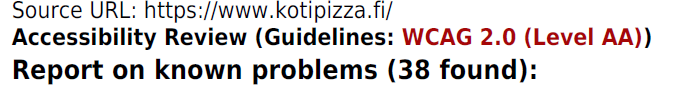 Source URL: https://www.kotipizza.fi/
Accessibility Review (Guidelines: WCAG 2.0 (Level AA))
Report on known problems (38 found):